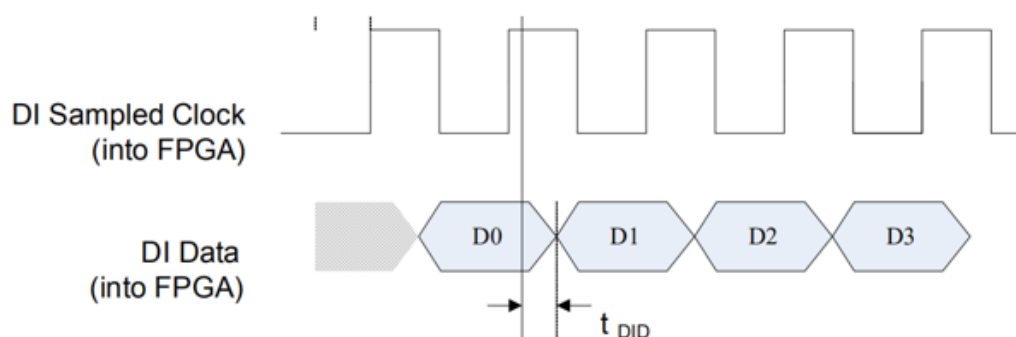 DI Sampled Clock
(into FPGA)
D0 D1 D2 D3
DI Data
(into FPGA)
t DID